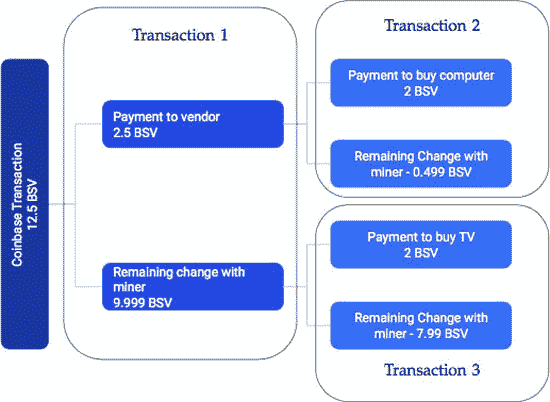 Transaction 1
Transaction 2
Coinbase Transaction
12.5 BSV
Payment to vendor
2.5 BSV
Remaining change with
miner
9.999 BSV
Payment to buy computer
2 BSV
Remaining Change with
miner - 0.499 BSV
Payment to buy TV
2 BSV
Remaining Change with
miner - 7.99 BSV
Transaction 3